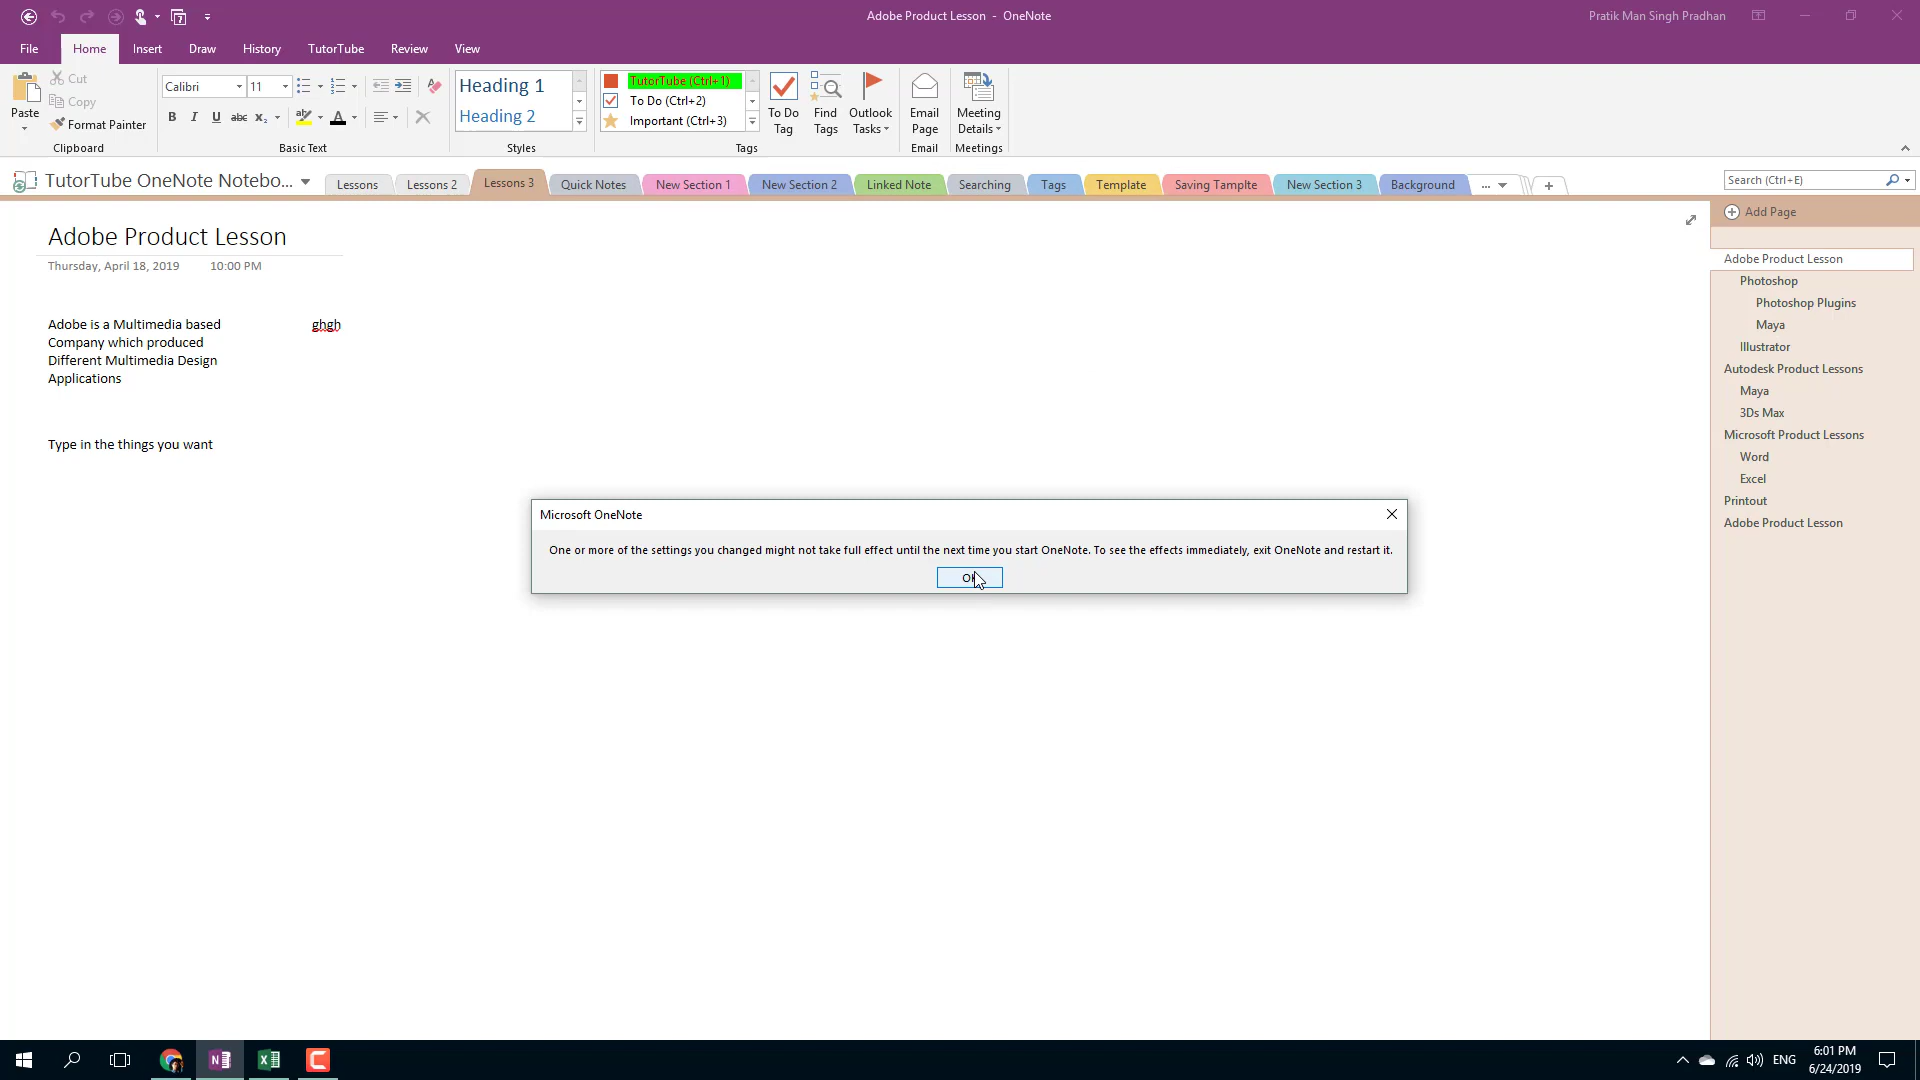 Adobe Product Lesson - OneNote
Pratik Man Singh Pradhan
File Home Insert Draw History TutorTube Review View
Paste
Cut
Copy
Format Painter
Clipboard
Calibri 11
B I U abc X₂ A
Basic Text
Heading 1
Heading 2
Styles
TutorTube (Ctrl+1)
To Do (Ctrl+2)
Important (Ctrl+3)
To Do Tag
Find Tags
Outlook Tasks
Tags
Email Page
Email
Meeting Details
Meetings
TutorTube OneNote Notebo...
Lessons Lessons 2 Lessons 3 Quick Notes New Section 1 New Section 2 Linked Note Searching Tags Template Saving Tamplte New Section 3 Background ...
Search (Ctrl+E)
Add Page
Adobe Product Lesson
Thursday, April 18, 2019 10:00 PM
Adobe is a Multimedia based
Company which produced
Different Multimedia Design
Applications
ghgh
Type in the things you want
Adobe Product Lesson
Photoshop
Photoshop Plugins
Maya
Illustrator
Autodesk Product Lessons
Maya
3Ds Max
Microsoft Product Lessons
Word
Excel
Printout
Adobe Product Lesson
Microsoft OneNote
One or more of the settings you changed might not take full effect until the next time you start OneNote. To see the effects immediately, exit OneNote and restart it.
OK
ENG
6:01 PM
6/24/2019